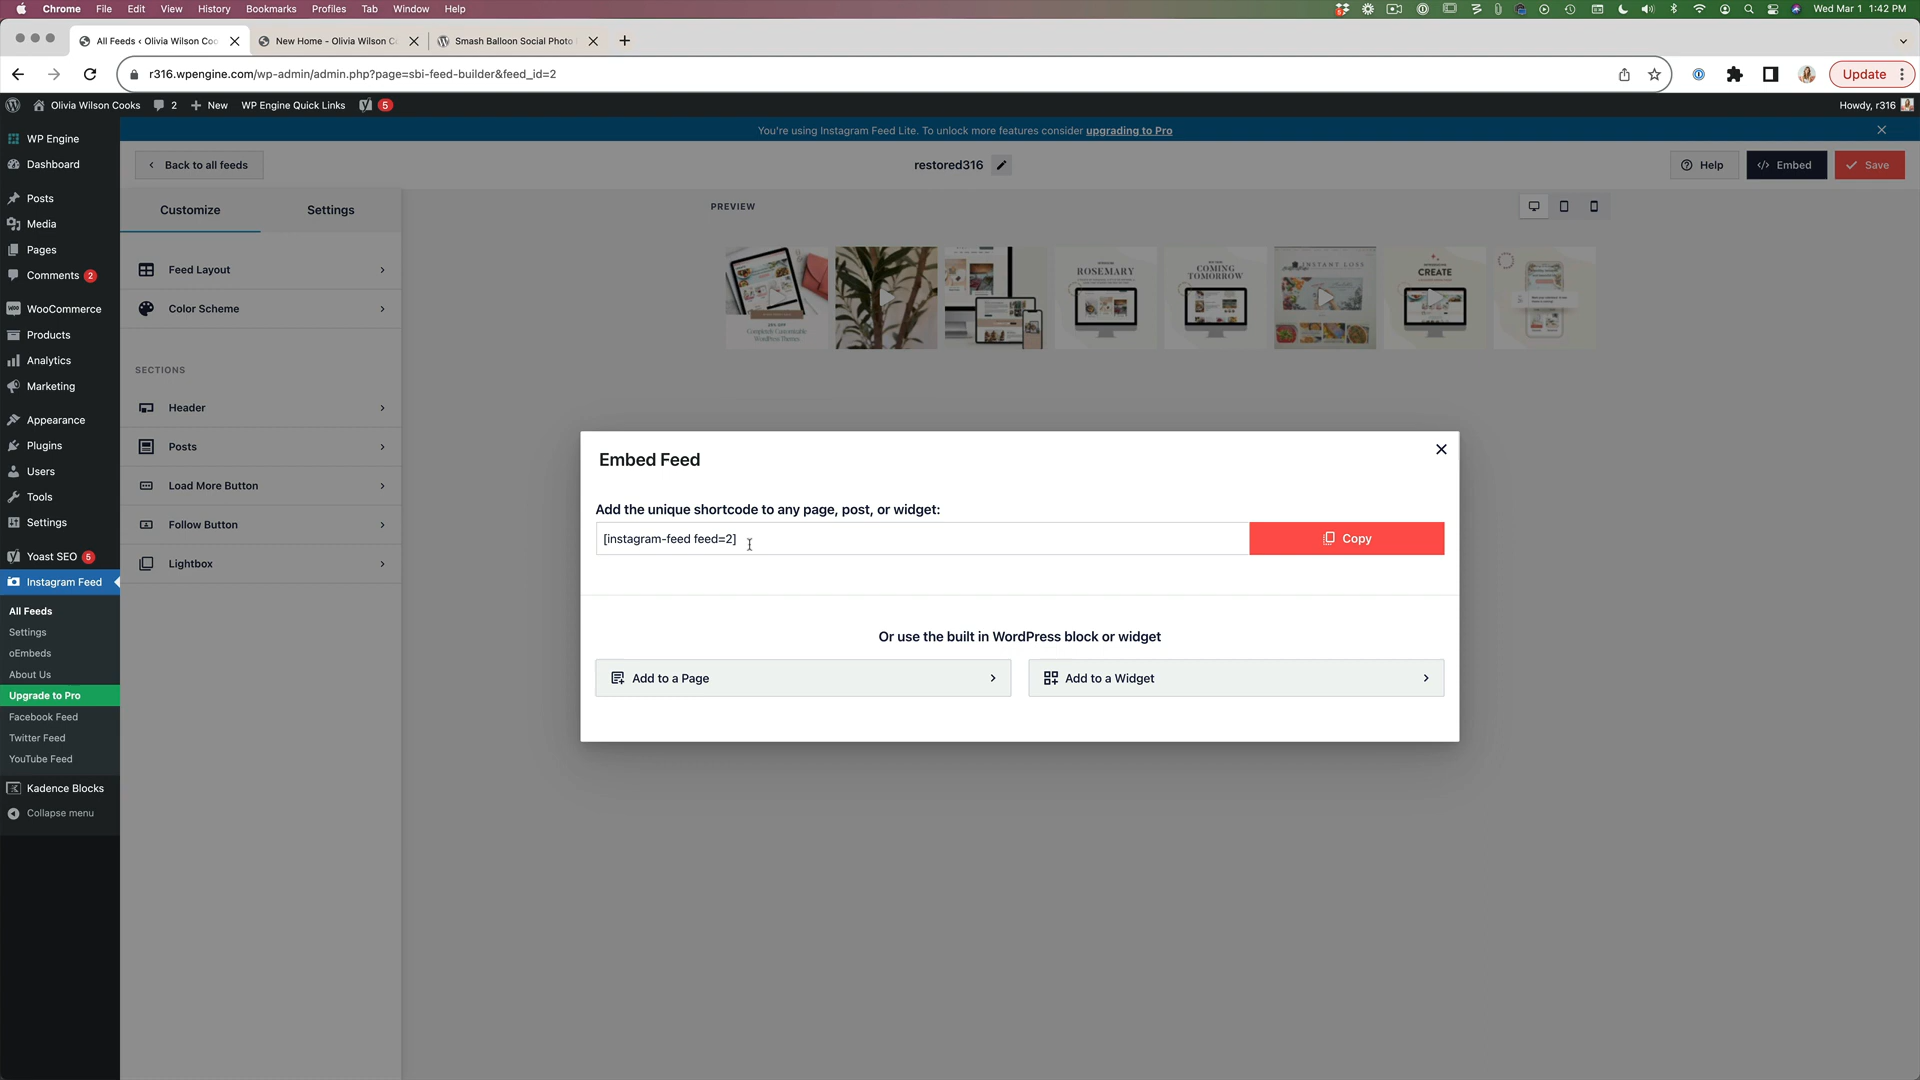 Chrome File Edit View History Bookmarks Profiles Tab Window Help
Wed Mar 1 1:42 PM
All Feeds ‹ Olivia Wilson Coo
New Home - Olivia Wilson C
Smash Balloon Social Photo
r316.wpengine.com/wp-admin/admin.php?page=sbi-feed-builder&feed_id=2
Update
Olivia Wilson Cooks 2 New WP Engine Quick Links 5
Howdy, r316
You're using Instagram Feed Lite. To unlock more features consider upgrading to Pro
WP Engine
Dashboard
Posts
Media
Pages
Comments 2
WooCommerce
Products
Analytics
Marketing
Appearance
Plugins
Users
Tools
Settings
Yoast SEO 5
Instagram Feed
All Feeds
Settings
oEmbeds
About Us
Upgrade to Pro
Facebook Feed
Twitter Feed
YouTube Feed
Kadence Blocks
Collapse menu
Back to all feeds
restored316
Help
Embed
Save
Customize
Settings
Feed Layout
Color Scheme
SECTIONS
Header
Posts
Load More Button
Follow Button
Lightbox
PREVIEW
Completely Customizable
WordPress Themes
ROSEMARY
COMING
TOMORROW
INSTANT LOSS
CREATE
Embed Feed
Add the unique shortcode to any page, post, or widget:
[instagram-feed feed=2]
Copy
Or use the built in WordPress block or widget
Add to a Page
Add to a Widget